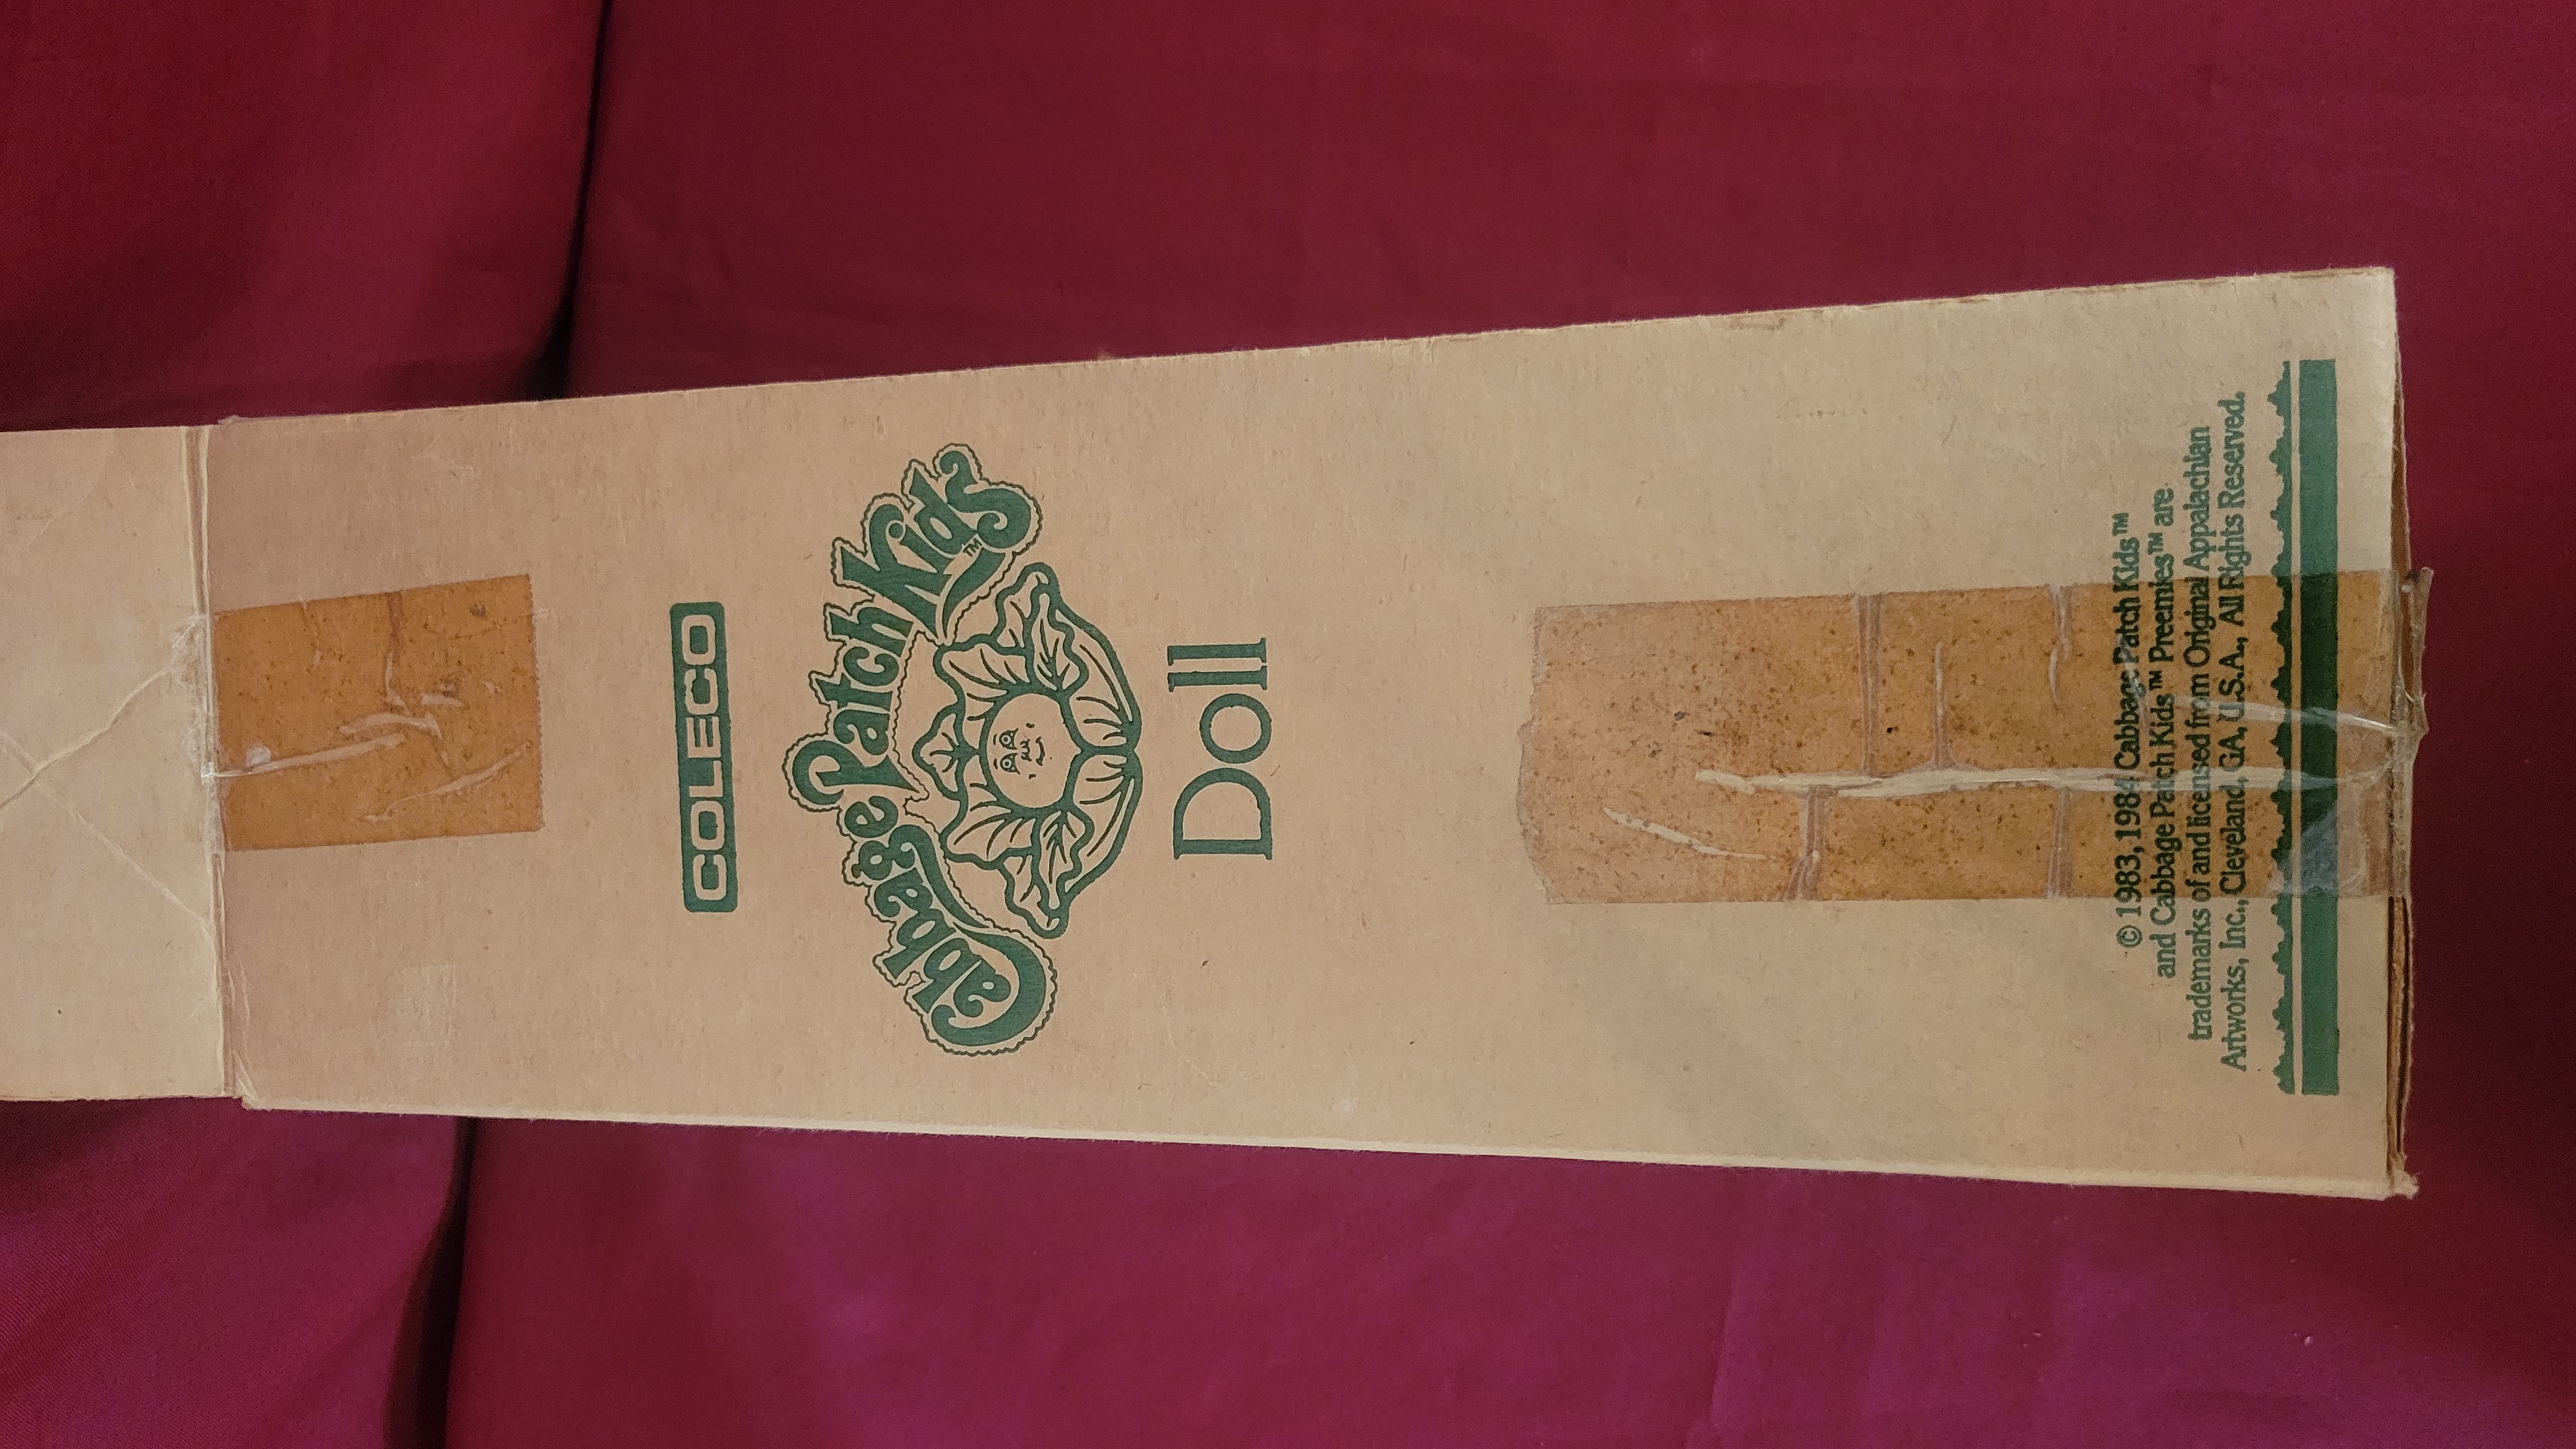 COLECO
Cabbage Patch Kids™
Doll
© 1983, 1984 Cabbage Patch Kids™
and Cabbage Patch Kids™ Preemies™ are
trademarks of and licensed from Original Appalachian
Artworks, Inc., Cleveland, GA, U.S.A., All Rights Reserved.